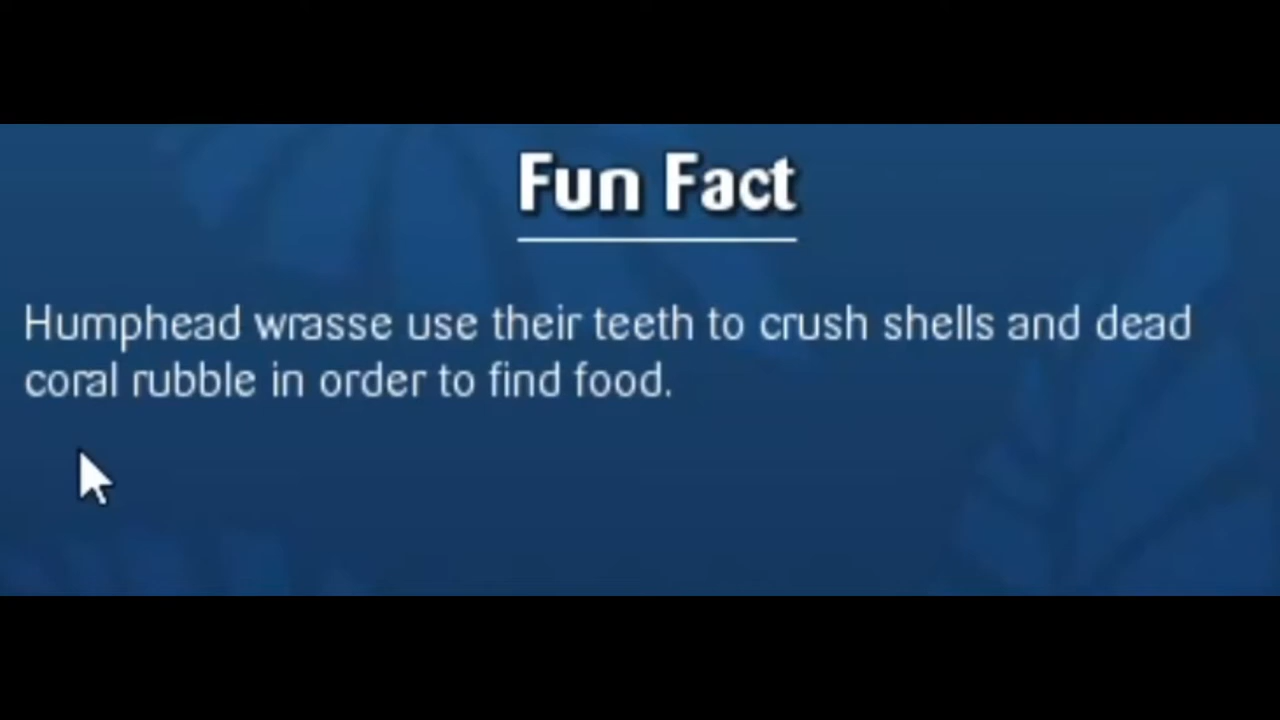 Fun Fact
Humphead wrasse use their teeth to crush shells and dead
coral rubble in order to find food.